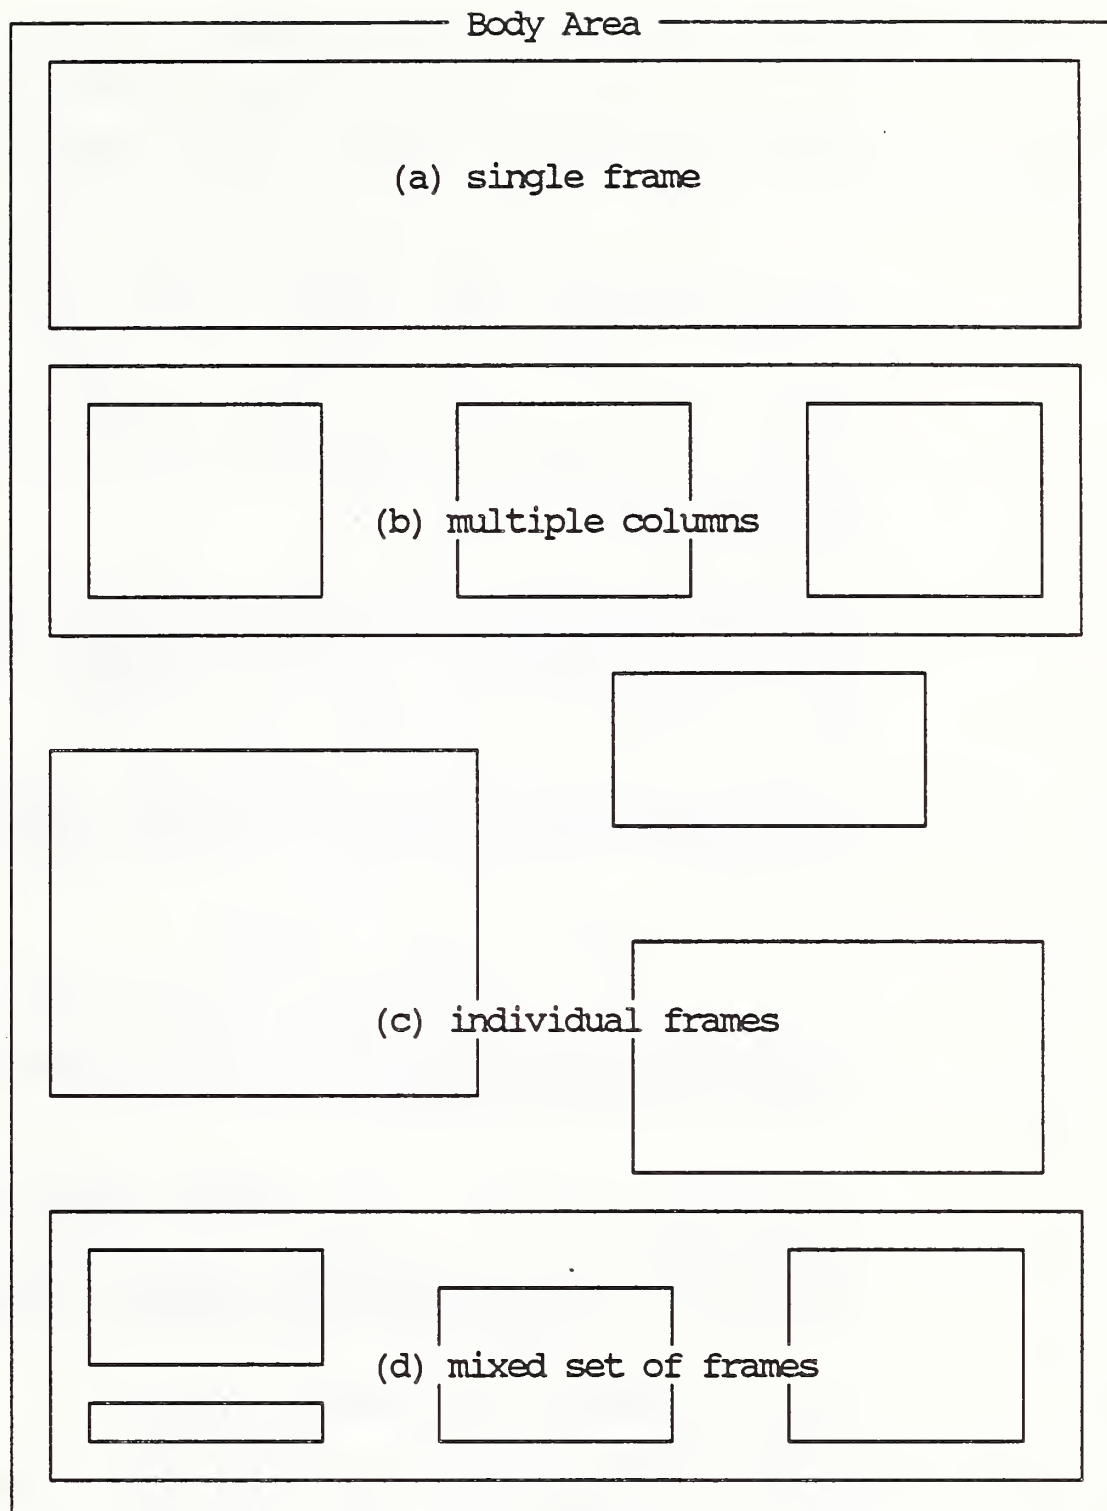 Body Area
(a) single frame
(b) multiple columns
(c) individual frames
(d) mixed set of frames